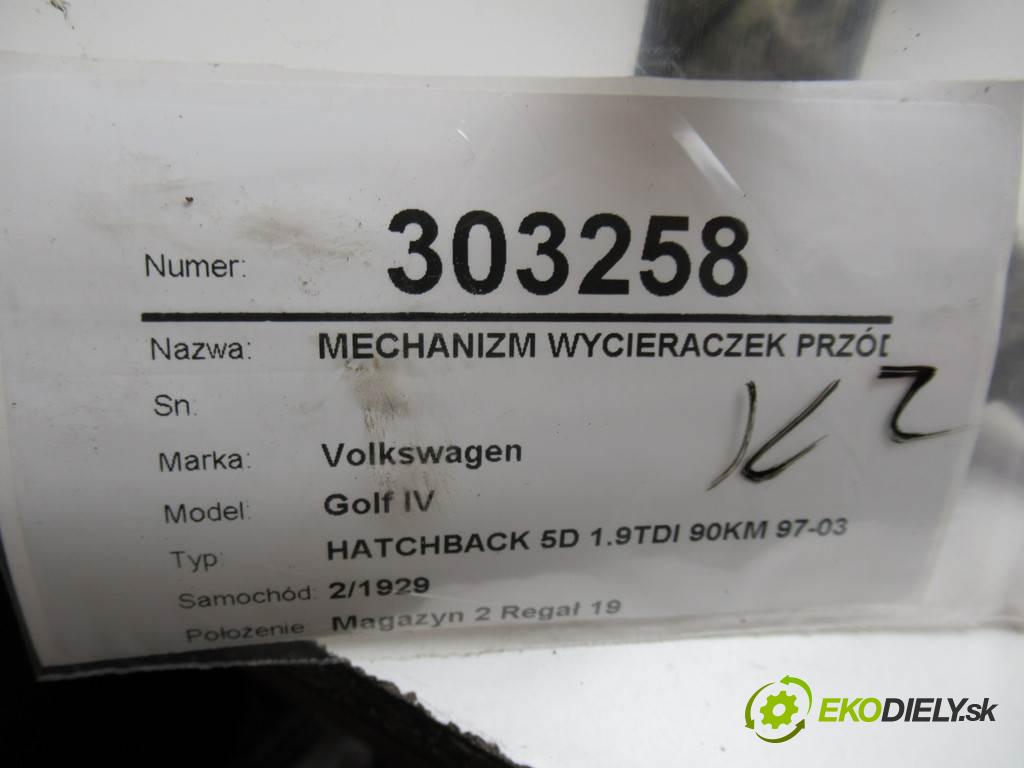 Numer: 303258
Nazwa: MECHANIZM WYCIERACZEK PRZÓD
Sn:
Marka: Volkswagen
Model: Golf IV
Typ: HATCHBACK 5D 1.9TDI 90KM 97-03
Samochód: 2/1929
Położenie Magazyn 2 Regał 19
EKODIELY.sk